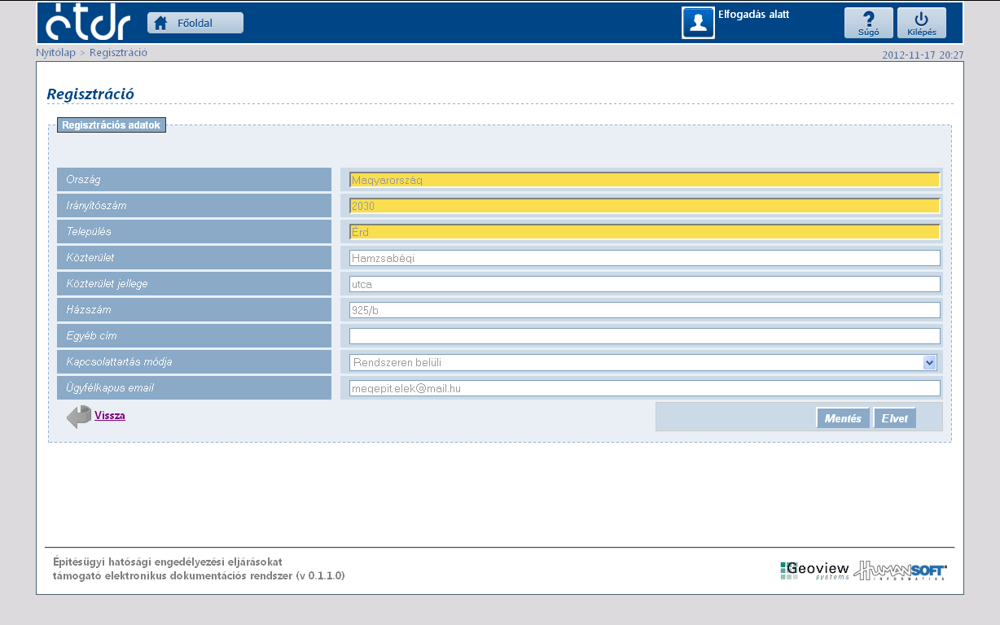 étdr
Főoldal
Elfogadás alatt
Súgó
Kilépés
Nyitólap > Regisztráció
2012-11-17 20:27
Regisztráció
Regisztrációs adatok
Ország
Magyarország
Irányítószám
2030
Település
Érd
Közterület
Hamzsabégi
Közterület jellege
utca
Házszám
925/b
Egyéb cím
Kapcsolattartás módja
Rendszeren belüli
Ügyfélkapus email
megepit.elek@mail.hu
Vissza
Mentés
Elvet
Építésügyi hatósági engedélyezési eljárásokat
támogató elektronikus dokumentációs rendszer (v 0.1.1.0)
Geoview
systems
HUMANSOFT
INFORMATIKA